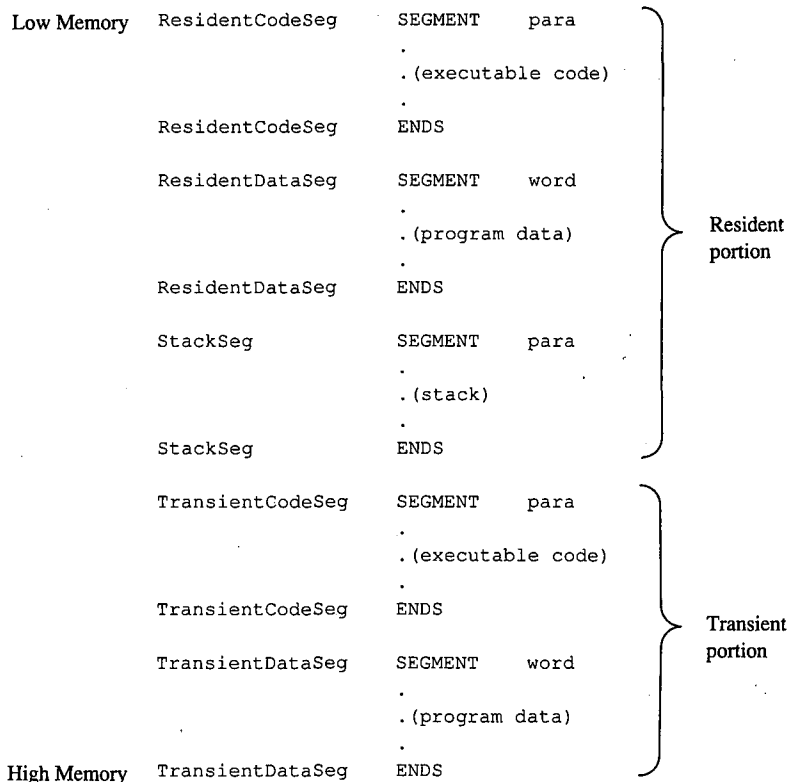 Low Memory ResidentCodeSeg SEGMENT para
.
. (executable code)
.
ResidentCodeSeg ENDS
ResidentDataSeg SEGMENT word
.
. (program data)
.
ResidentDataSeg ENDS
StackSeg SEGMENT para
.
. (stack)
.
StackSeg ENDS
Resident
portion
TransientCodeSeg SEGMENT para
.
. (executable code)
.
TransientCodeSeg ENDS
TransientDataSeg SEGMENT word
.
. (program data)
.
High Memory TransientDataSeg ENDS
Transient
portion